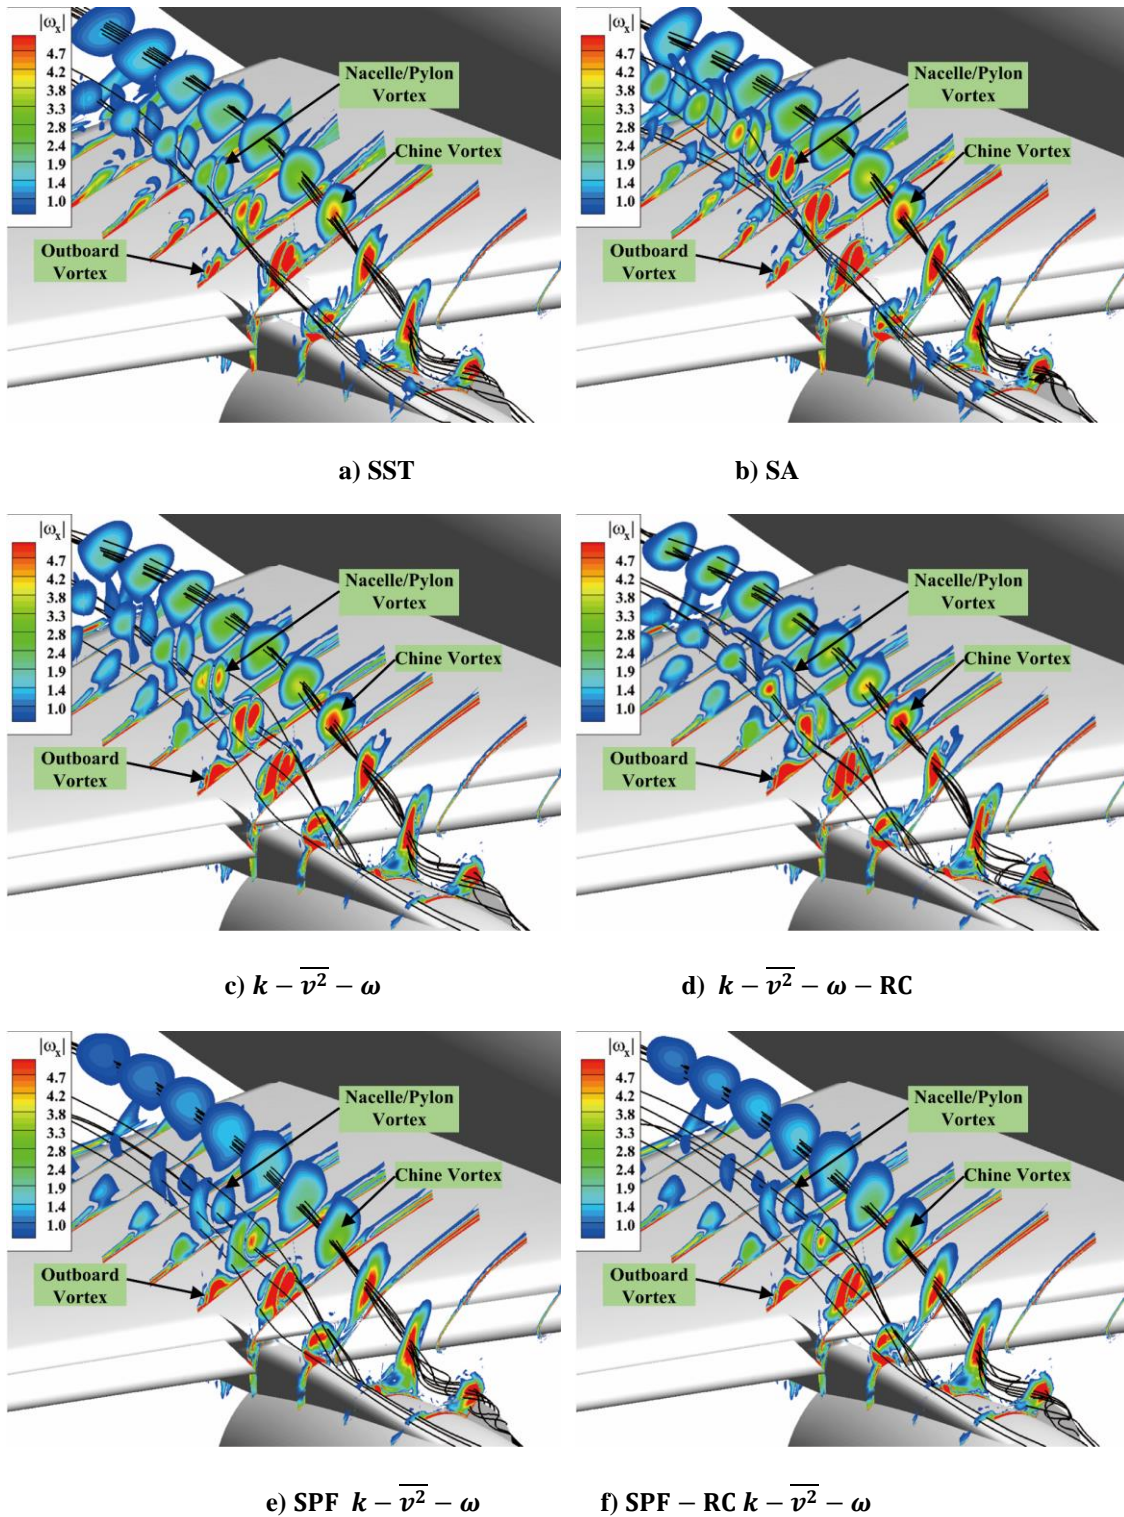 |ωₓ|
4.7
4.2
3.8
3.3
2.8
2.4
1.9
1.4
1.0
Nacelle/Pylon
Vortex
Chine Vortex
Outboard
Vortex
|ωₓ|
4.7
4.2
3.8
3.3
2.8
2.4
1.9
1.4
1.0
Nacelle/Pylon
Vortex
Chine Vortex
Outboard
Vortex
a) SST
b) SA
|ωₓ|
4.7
4.2
3.8
3.3
2.8
2.4
1.9
1.4
1.0
Nacelle/Pylon
Vortex
Chine Vortex
Outboard
Vortex
|ωₓ|
4.7
4.2
3.8
3.3
2.8
2.4
1.9
1.4
1.0
Nacelle/Pylon
Vortex
Chine Vortex
Outboard
Vortex
c) k − v²‾ − ω
d) k − v²‾ − ω − RC
|ωₓ|
4.7
4.2
3.8
3.3
2.8
2.4
1.9
1.4
1.0
Nacelle/Pylon
Vortex
Chine Vortex
Outboard
Vortex
|ωₓ|
4.7
4.2
3.8
3.3
2.8
2.4
1.9
1.4
1.0
Nacelle/Pylon
Vortex
Chine Vortex
Outboard
Vortex
e) SPF k − v²‾ − ω
f) SPF − RC k − v²‾ − ω